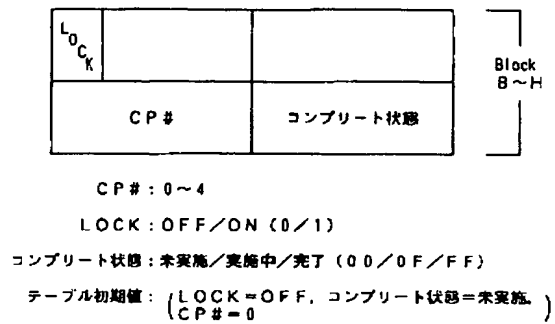 LOCK
Block
B～H
CP#
コンプリート状態
CP#：0～4
LOCK：OFF／ON（0／1）
コンプリート状態：未実施／実施中／完了（00／0F／FF）
テーブル初期値：（LOCK＝OFF，コンプリート状態＝未実施，
CP#＝0）